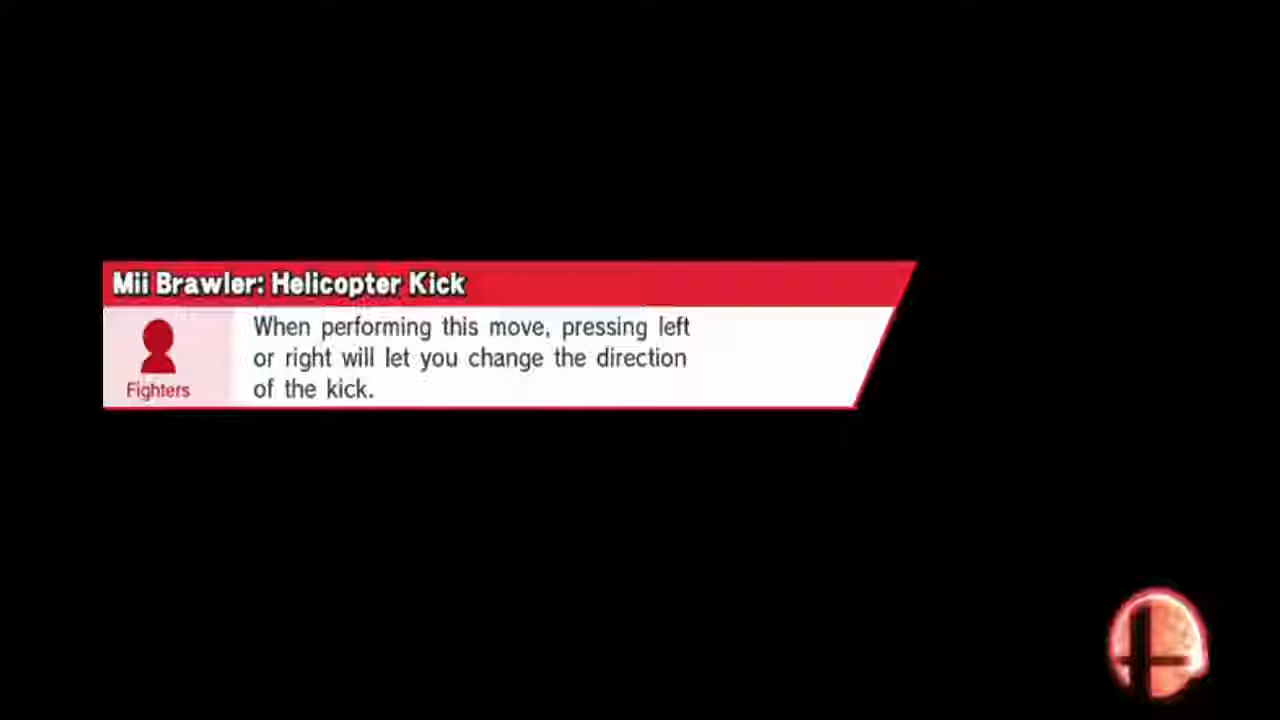 Mii Brawler: Helicopter Kick
When performing this move, pressing left
or right will let you change the direction
of the kick.
Fighters